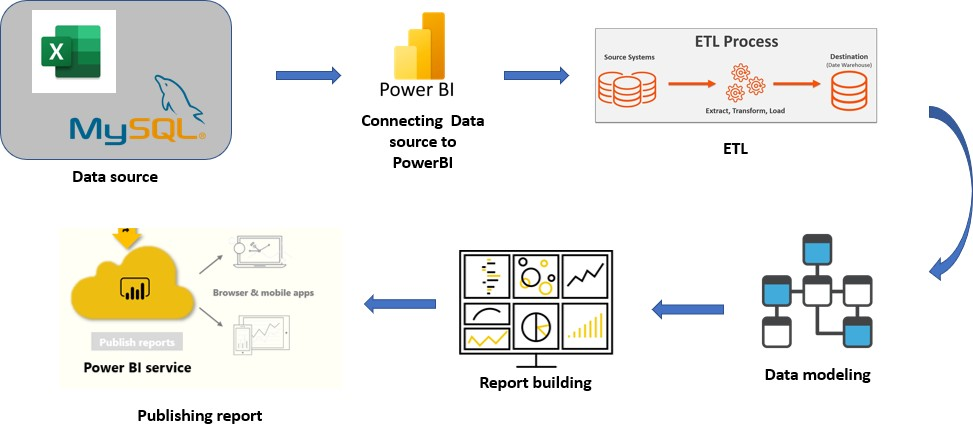 X
MySQL®
Data source
Power BI
Connecting Data
source to
PowerBI
ETL Process
Source Systems
Destination
(Date Warehouse)
Extract, Transform, Load
ETL
Browser & mobile apps
Publish reports
Power BI service
Publishing report
Report building
Data modeling